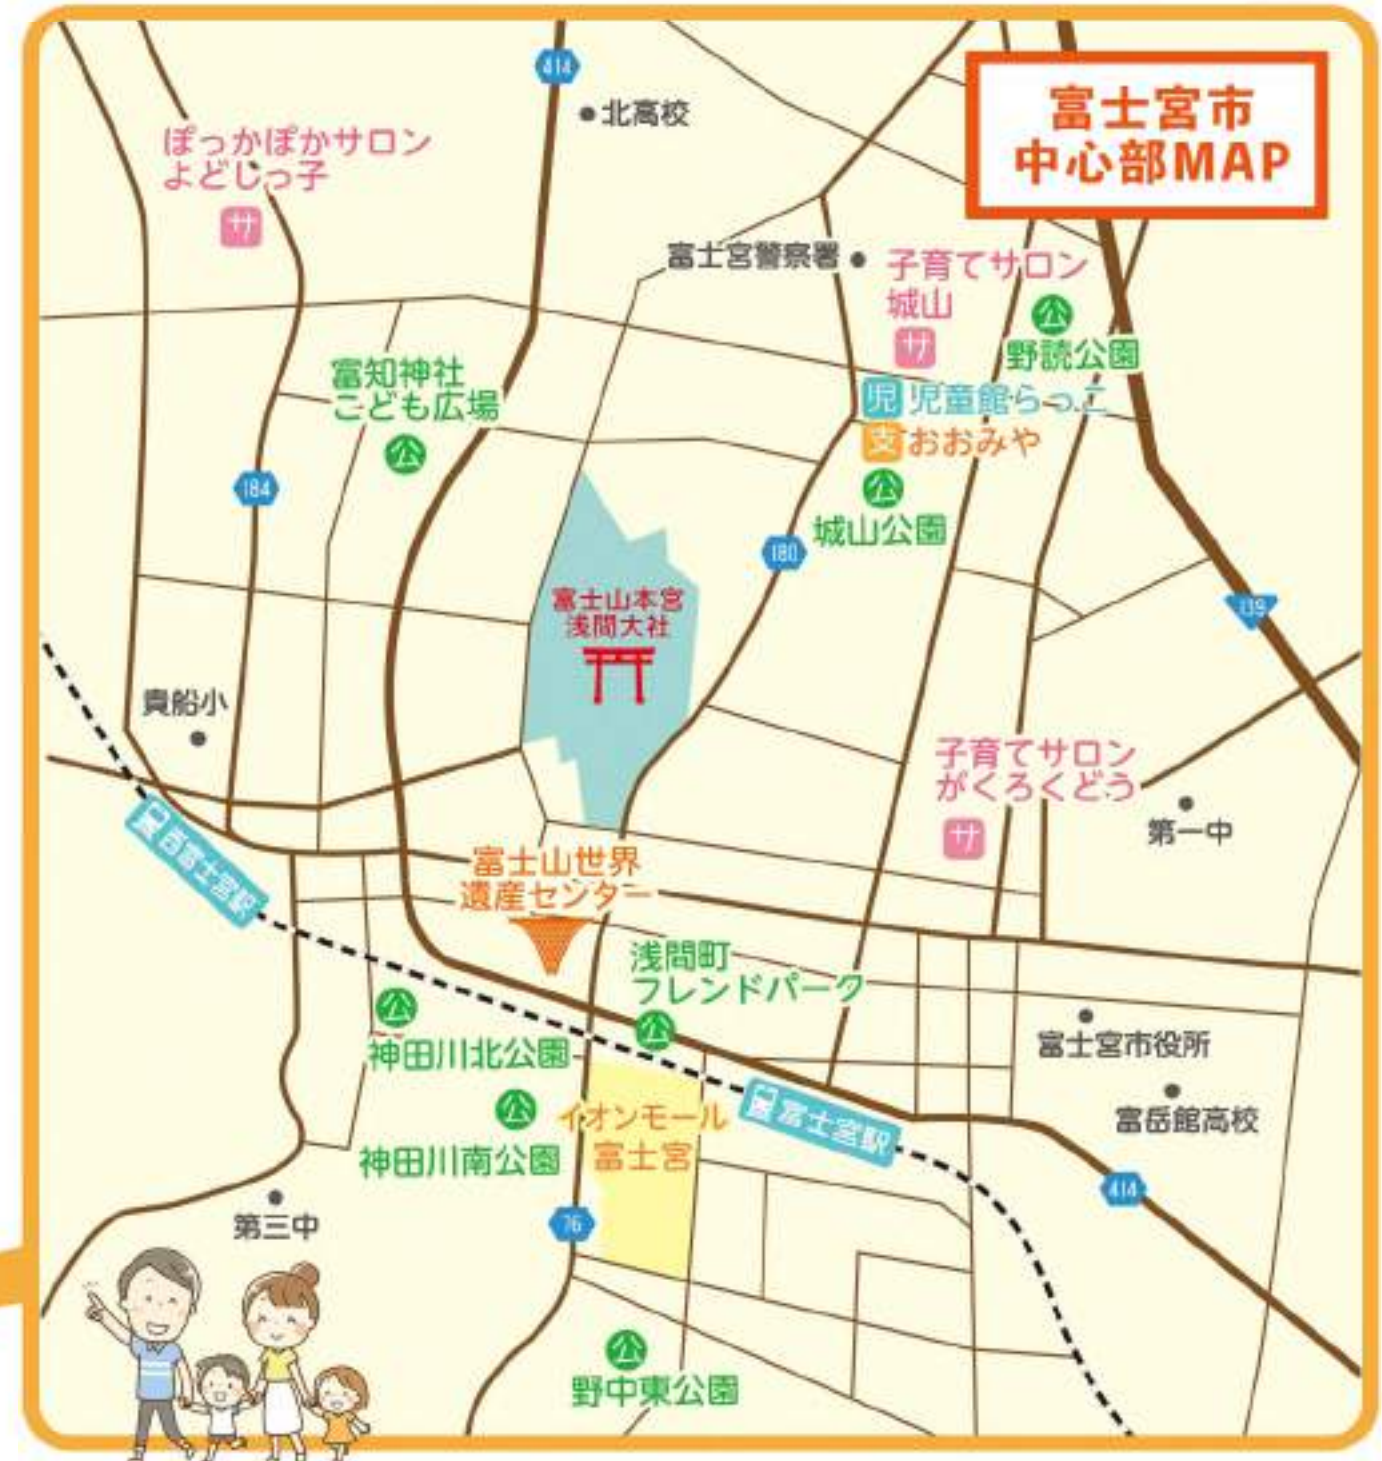 富士宮市
中心部MAP
414
北高校
ぽっかぽかサロン
よどじっ子
サ
富士宮警察署
子育てサロン
城山
サ
公
野読公園
児 児童館らっこ
支 おおみや
公
城山公園
富知神社
こども広場
公
184
180
139
富士山本宮
浅間大社
貴船小
子育てサロン
がくろくどう
サ
第一中
西富士宮駅
富士山世界
遺産センター
浅間町
フレンドパーク
公
公
神田川北公園
公
神田川南公園
イオンモール
富士宮
富士宮駅
富士宮市役所
富岳館高校
414
第三中
76
公
野中東公園